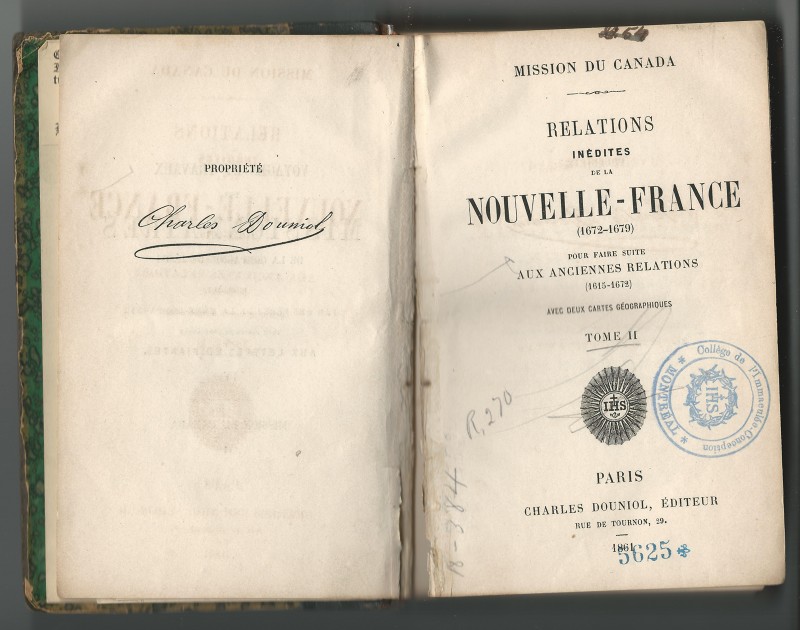 PROPRIÉTÉ
Charles Douniol
MISSION DU CANADA
RELATIONS
INÉDITES
DE LA
NOUVELLE-FRANCE
(1672-1679)
POUR FAIRE SUITE
AUX ANCIENNES RELATIONS
(1615-1672)
AVEC DEUX CARTES GÉOGRAPHIQUES
TOME II
IHS
Collège de l'Immaculée-Conception
MONTREAL
IHS
R, 270
PARIS
CHARLES DOUNIOL, ÉDITEUR
RUE DE TOURNON, 29.
1861
5625